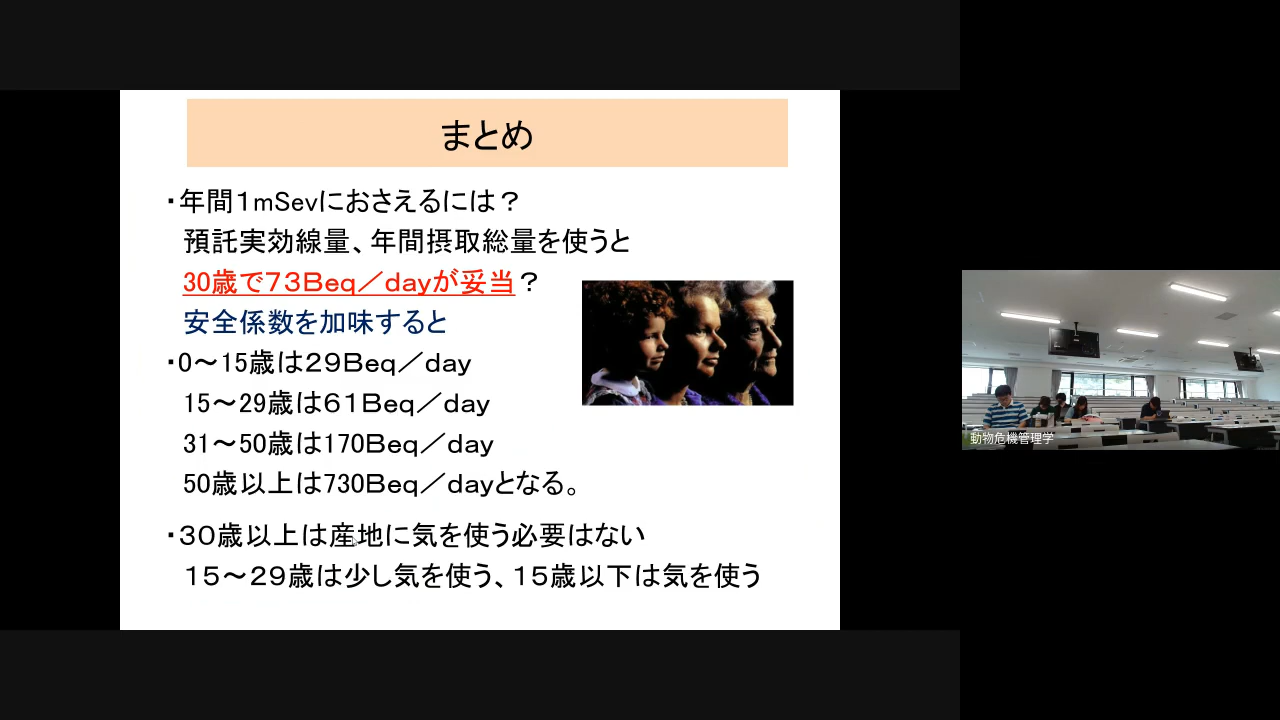 まとめ
・年間１mSevにおさえるには？
預託実効線量、年間摂取総量を使うと
30歳で７３Beq／dayが妥当？
安全係数を加味すると
・0～15歳は２９Beq／day
15～29歳は６１Beq／day
31～50歳は170Beq／day
50歳以上は730Beq／dayとなる。
・３０歳以上は産地に気を使う必要はない
１５～２９歳は少し気を使う、１５歳以下は気を使う
動物危機管理学